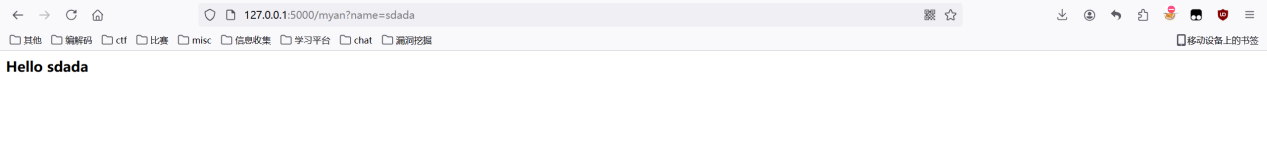 127.0.0.1:5000/myan?name=sdada
其他 编解码 ctf 比赛 misc 信息收集 学习平台 chat 漏洞挖掘 移动设备上的书签
Hello sdada